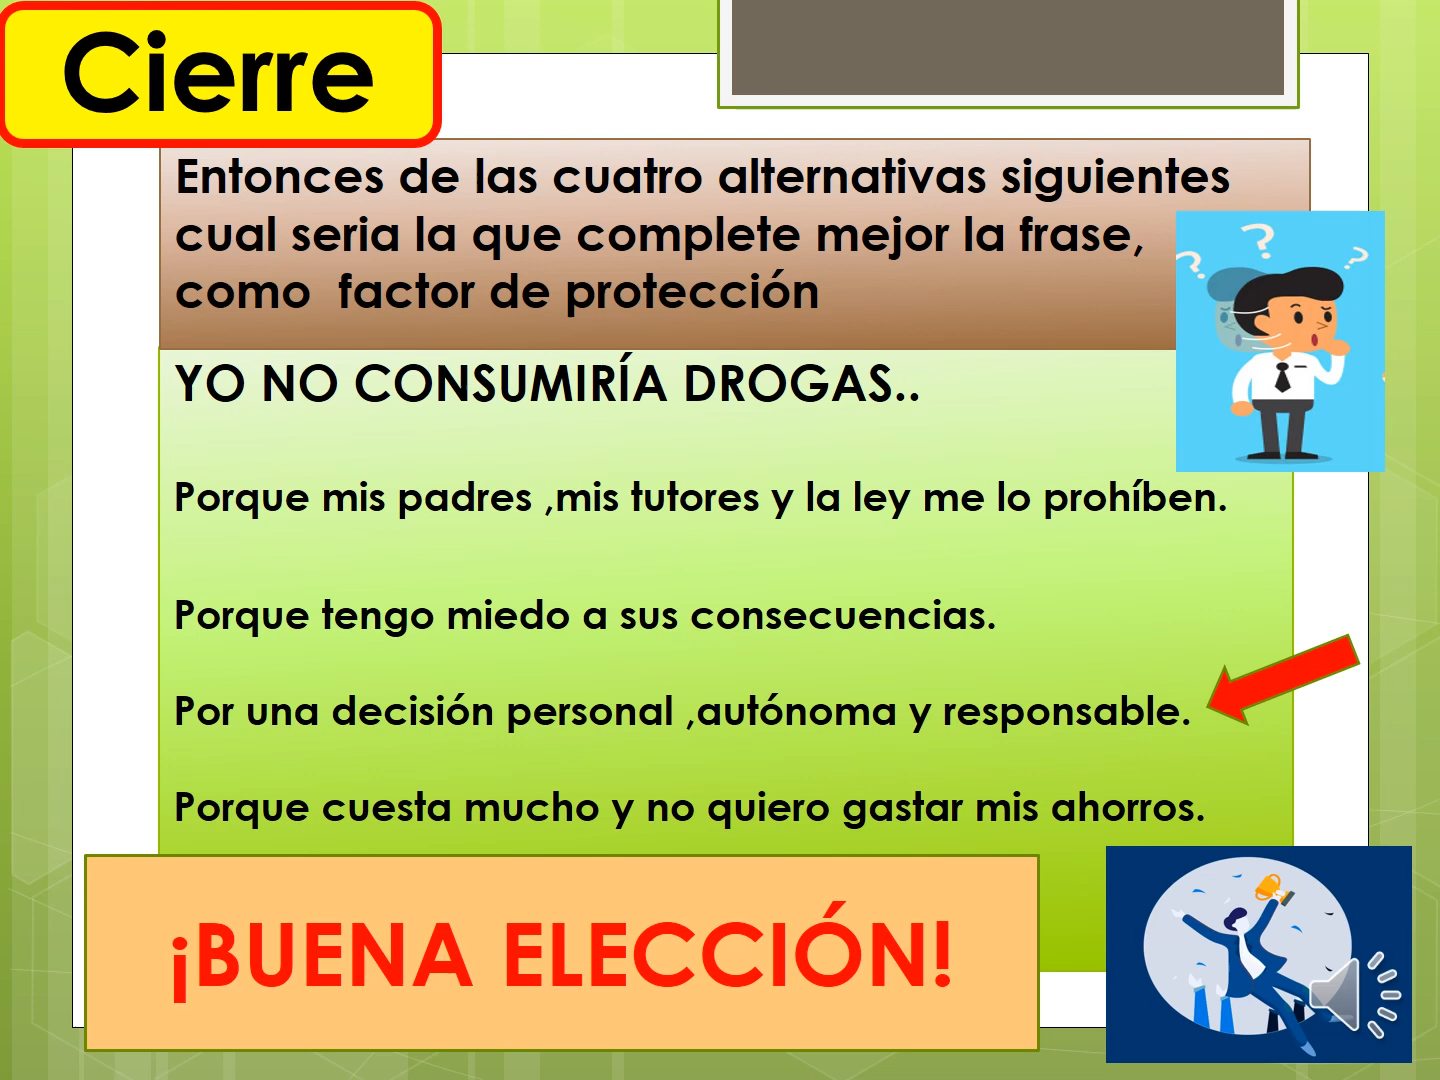 Cierre
Entonces de las cuatro alternativas siguientes
cual seria la que complete mejor la frase,
como  factor de protección
YO NO CONSUMIRÍA DROGAS..
Porque mis padres ,mis tutores y la ley me lo prohíben.
Porque tengo miedo a sus consecuencias.
Por una decisión personal ,autónoma y responsable.
Porque cuesta mucho y no quiero gastar mis ahorros.
¡BUENA ELECCIÓN!